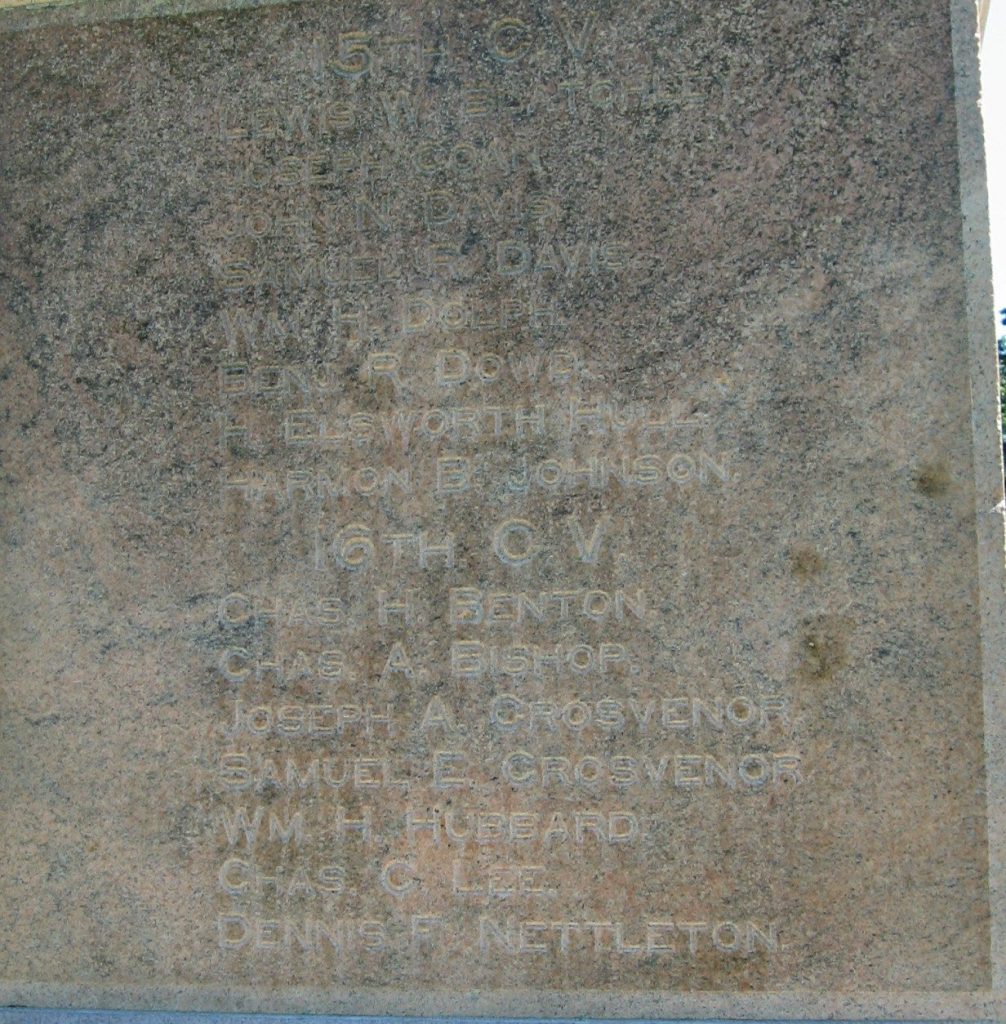 15TH C.V.
LEWIS W. BLATCHLEY
JOSEPH COAN
JOHN N. DAVIS
SAMUEL R. DAVIS
WM. H. DOLPH.
BENJ. R. DOWD.
H. ELSWORTH HULL.
HARMON B. JOHNSON.
16TH C.V.
CHAS. H. BENTON.
CHAS. A. BISHOP.
JOSEPH A. GROSVENOR.
SAMUEL E. GROSVENOR
WM. H. HUBBARD.
CHAS. C. LEE.
DENNIS F. NETTLETON.